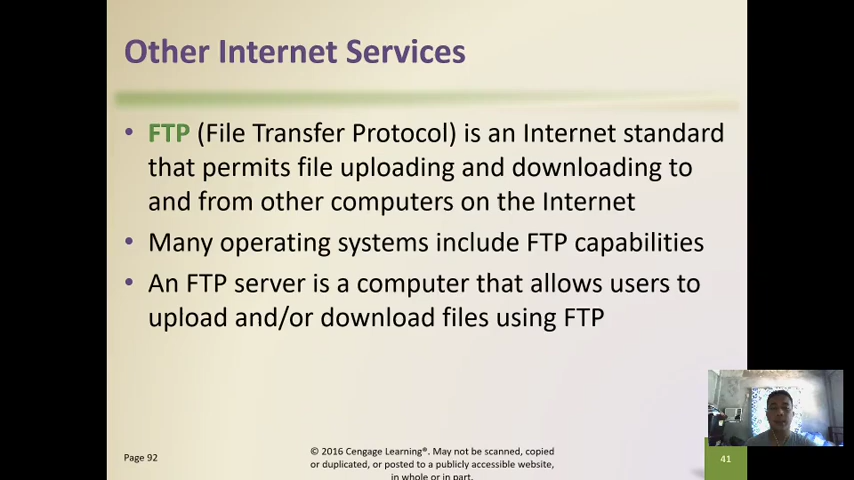 Other Internet Services
• FTP (File Transfer Protocol) is an Internet standard
that permits file uploading and downloading to
and from other computers on the Internet
• Many operating systems include FTP capabilities
• An FTP server is a computer that allows users to
upload and/or download files using FTP
Page 92
© 2016 Cengage Learning®. May not be scanned, copied
or duplicated, or posted to a publicly accessible website,
in whole or in part.
41